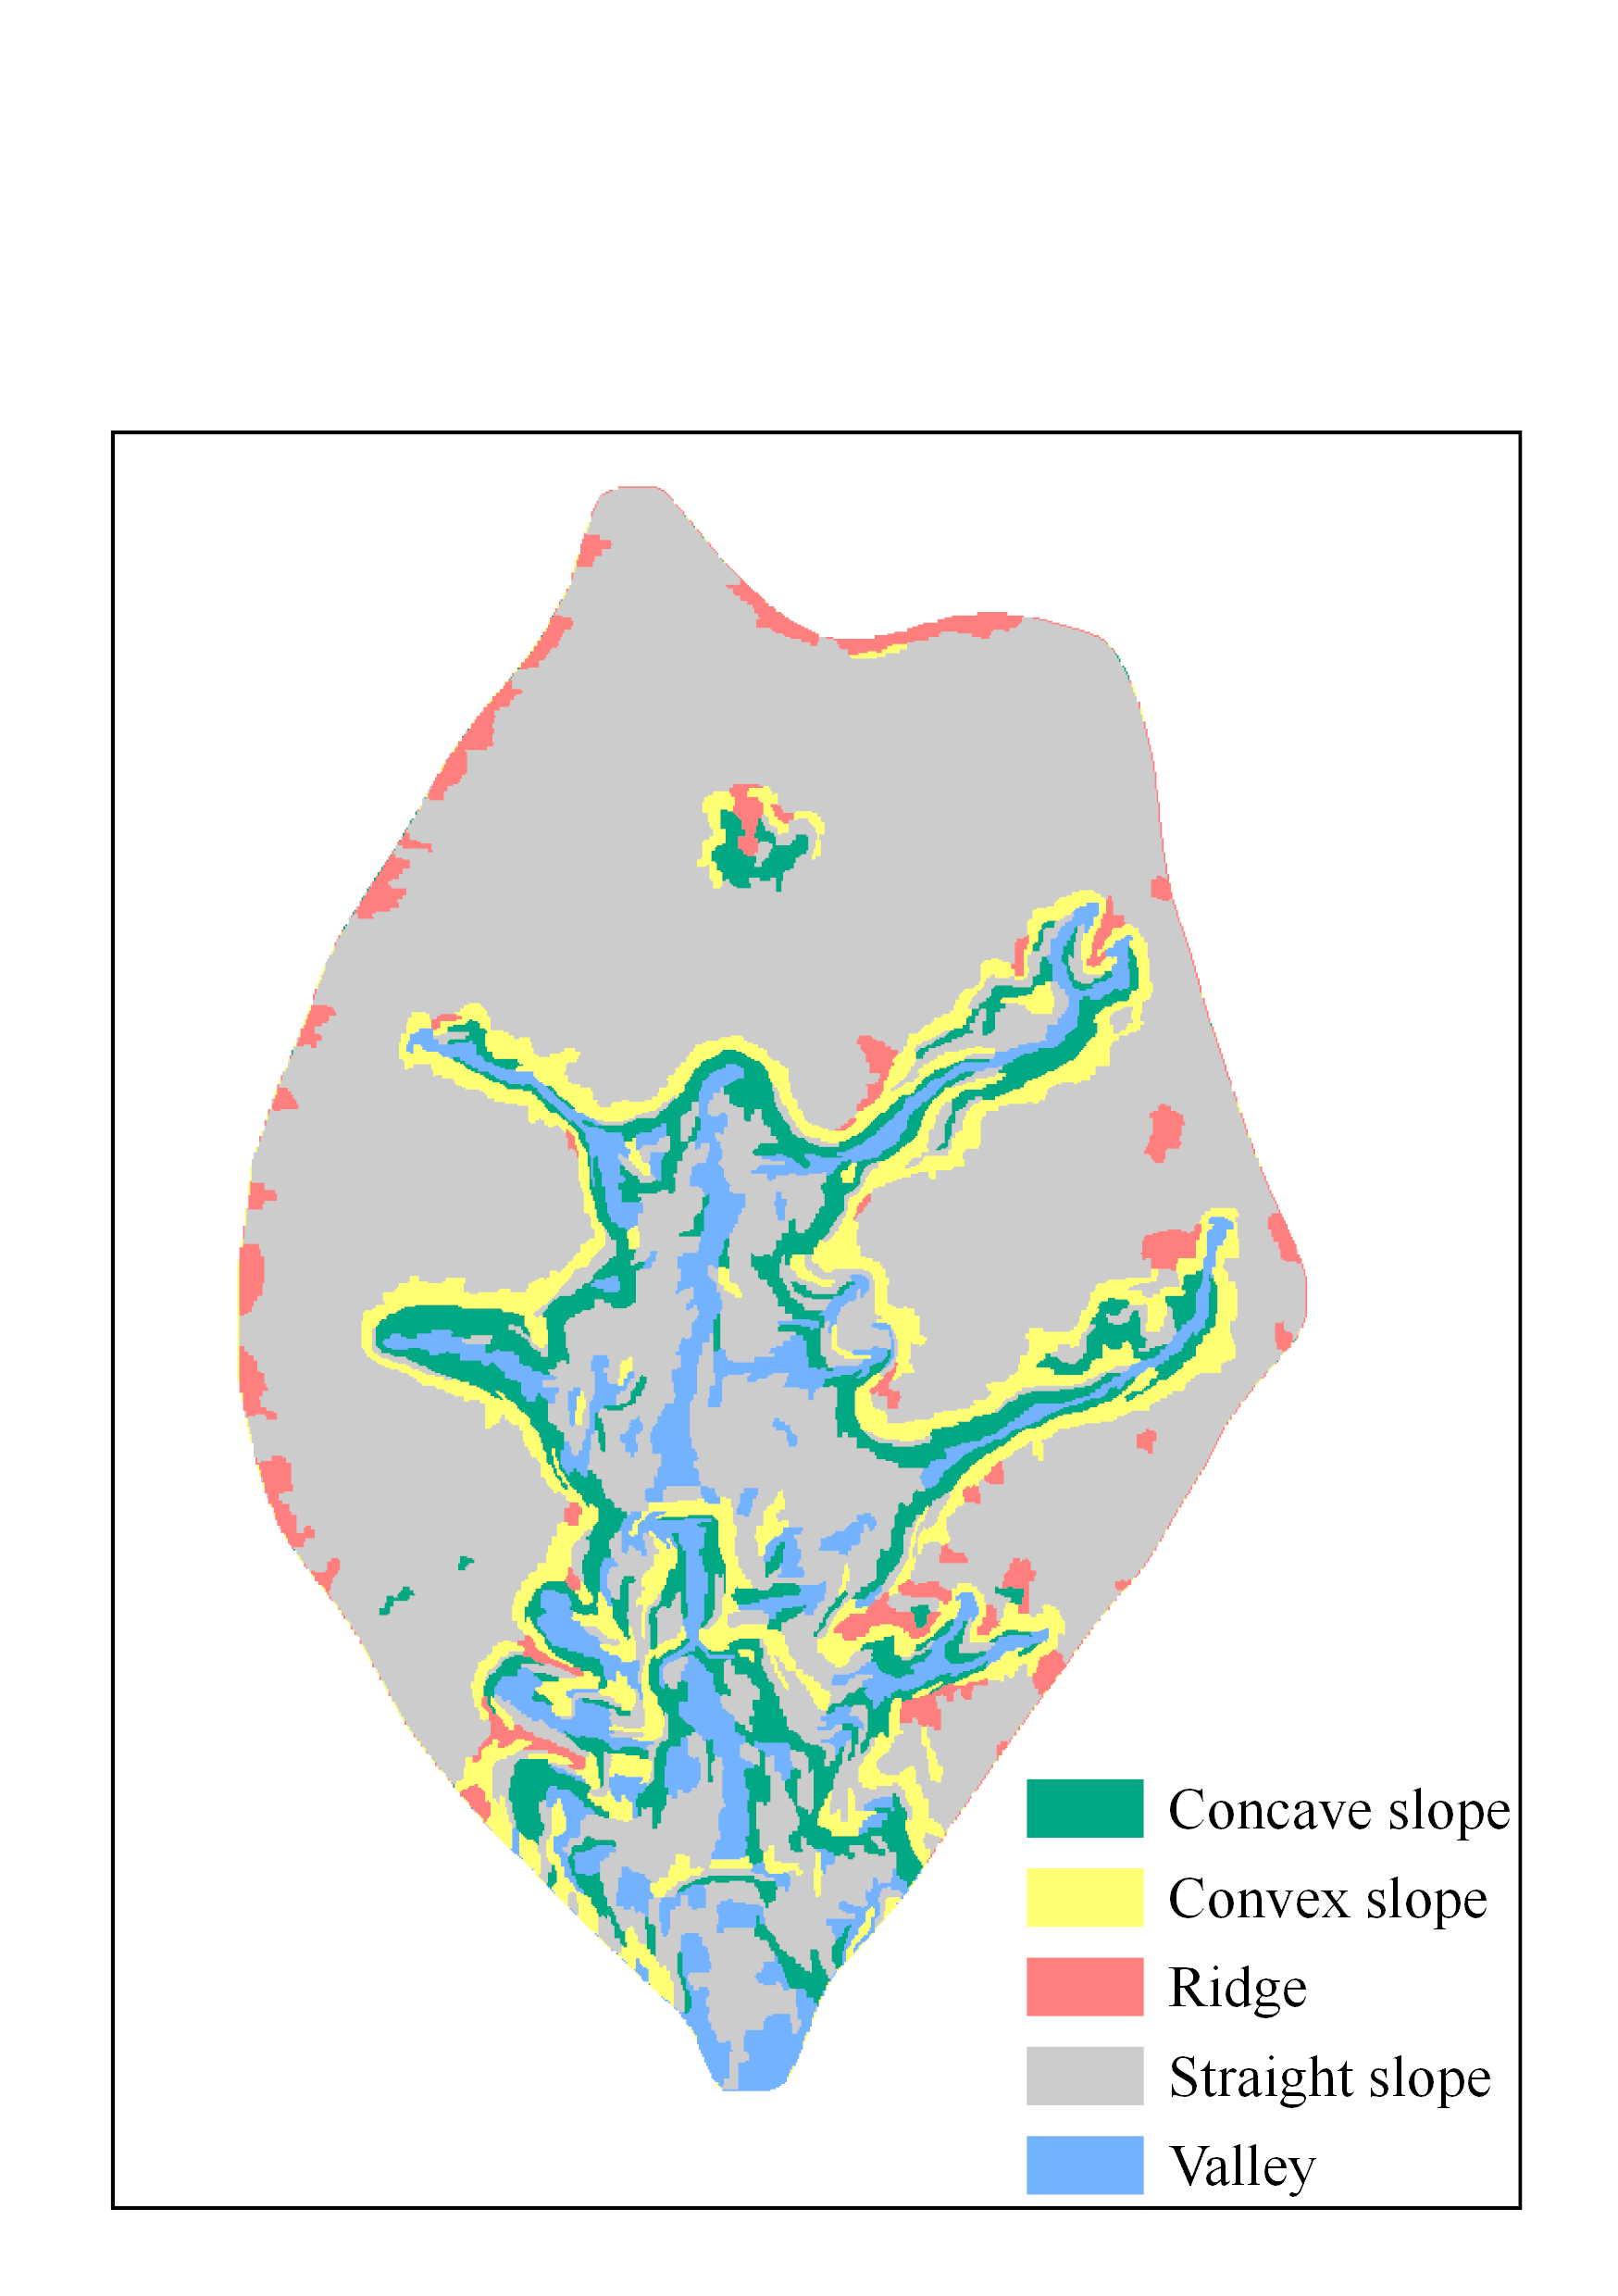 Concave slope
Convex slope
Ridge
Straight slope
Valley